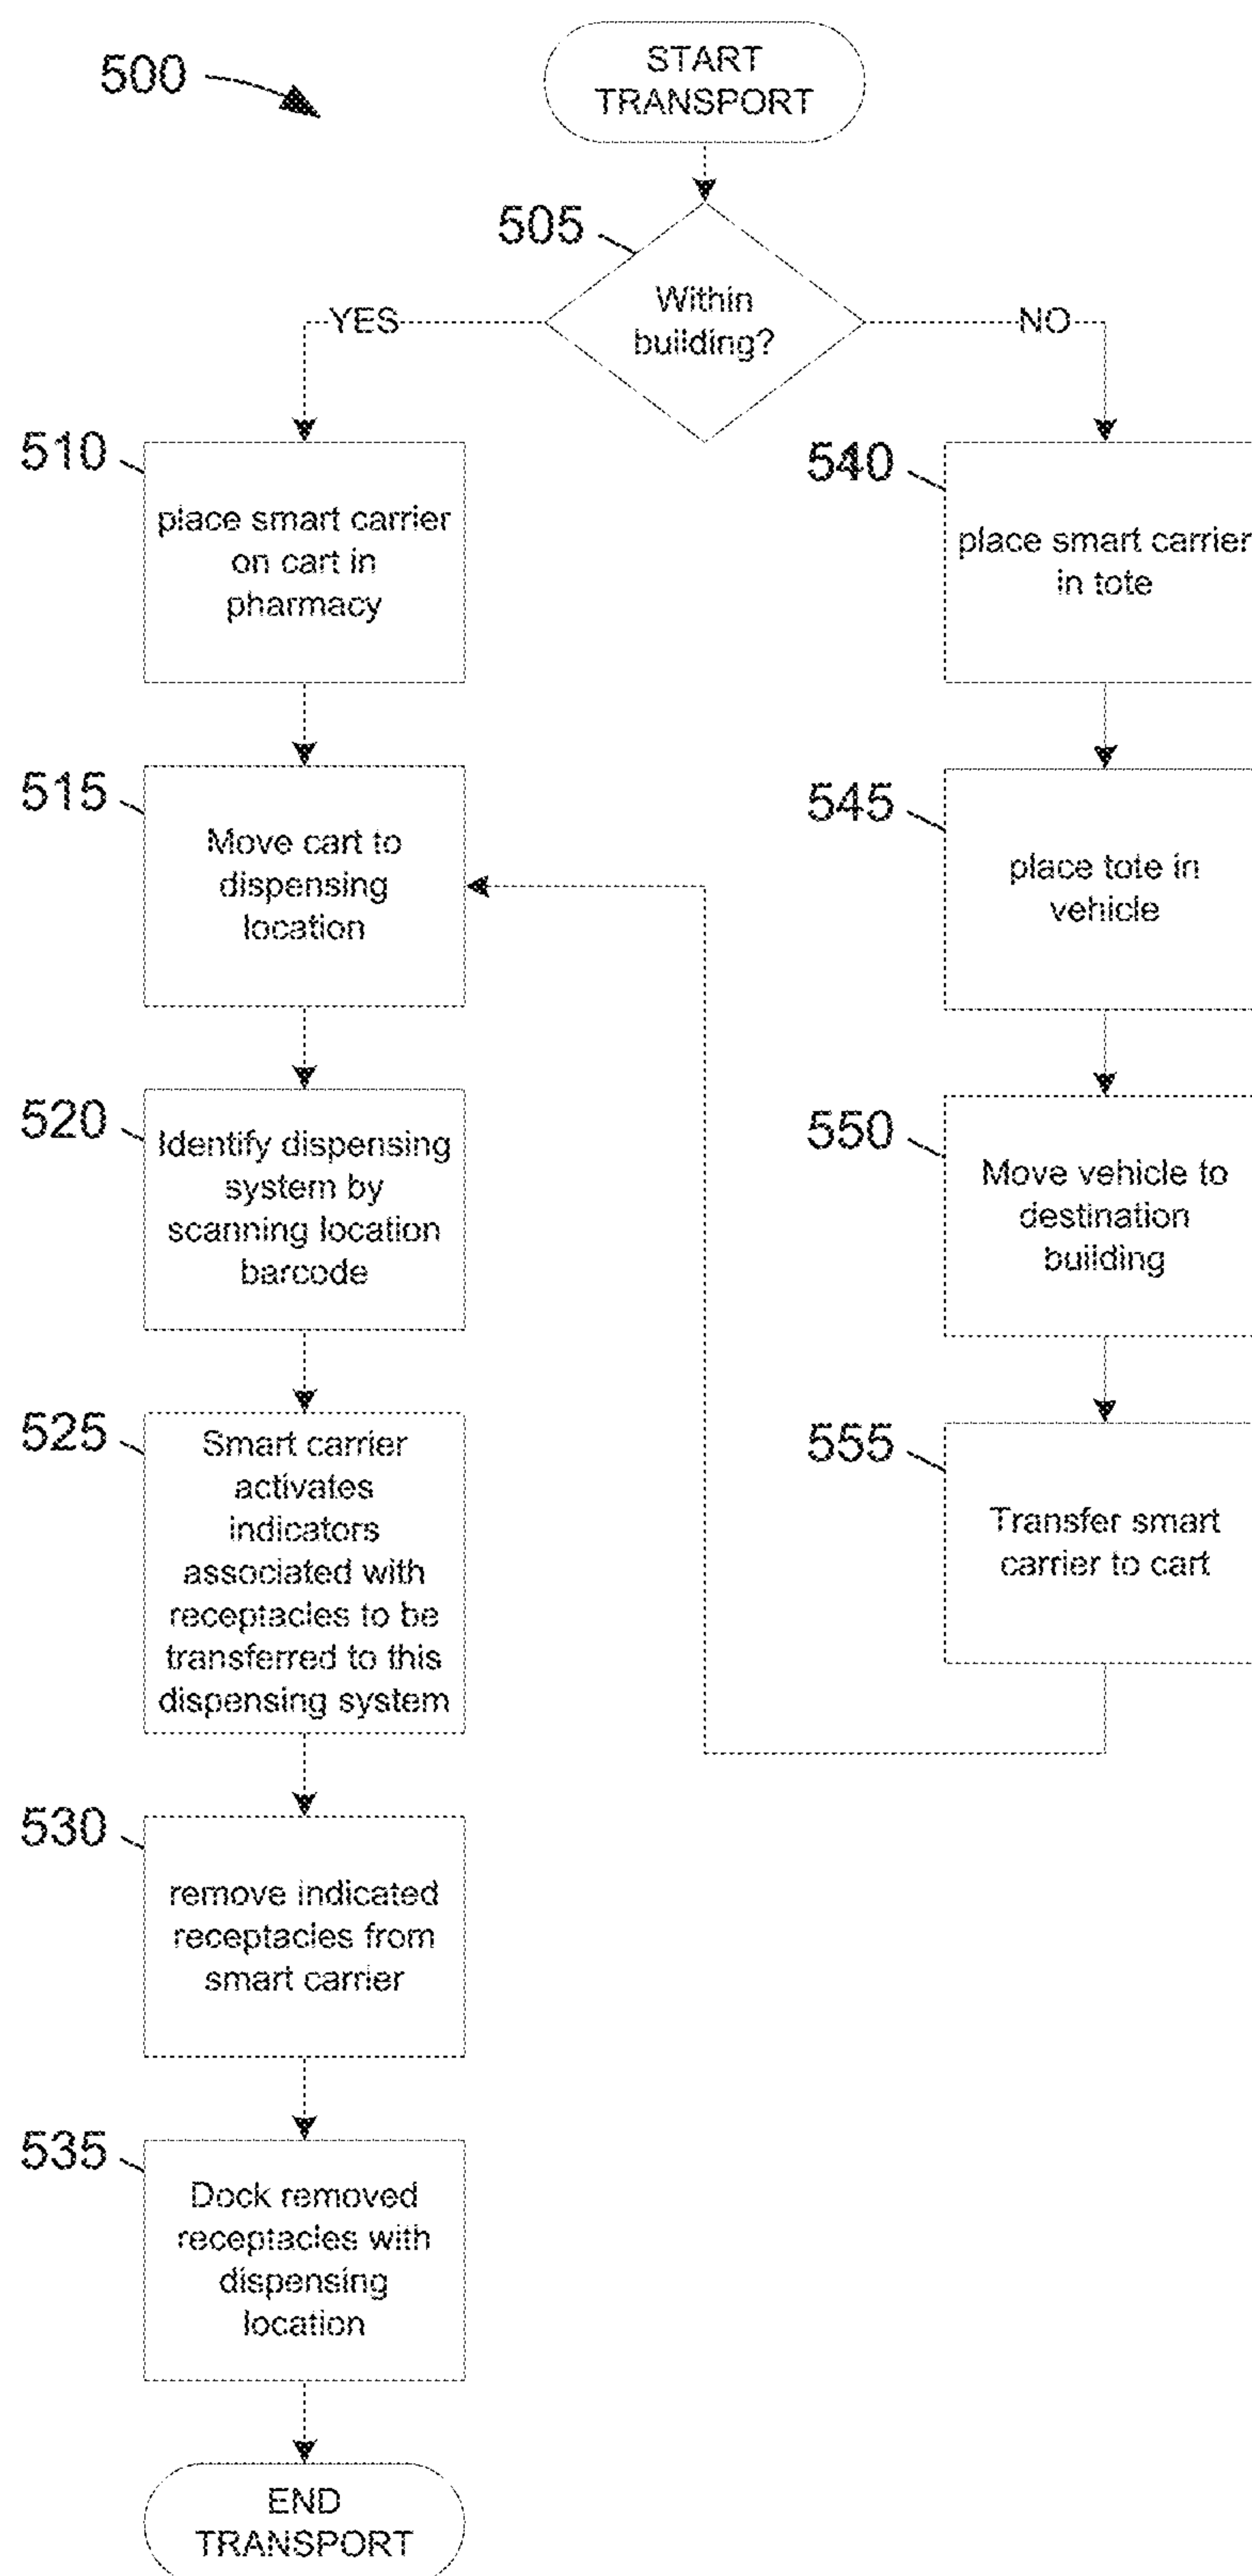 500
START
TRANSPORT
505
Within
building?
YES
NO
510
place smart carrier
on cart in
pharmacy
540
place smart carrier
in tote
515
Move cart to
dispensing
location
545
place tote in
vehicle
520
Identify dispensing
system by
scanning location
barcode
550
Move vehicle to
destination
building
525
Smart carrier
activates
indicators
associated with
receptacles to be
transferred to this
dispensing system
555
Transfer smart
carrier to cart
530
remove indicated
receptacles from
smart carrier
535
Dock removed
receptacles with
dispensing
location
END
TRANSPORT